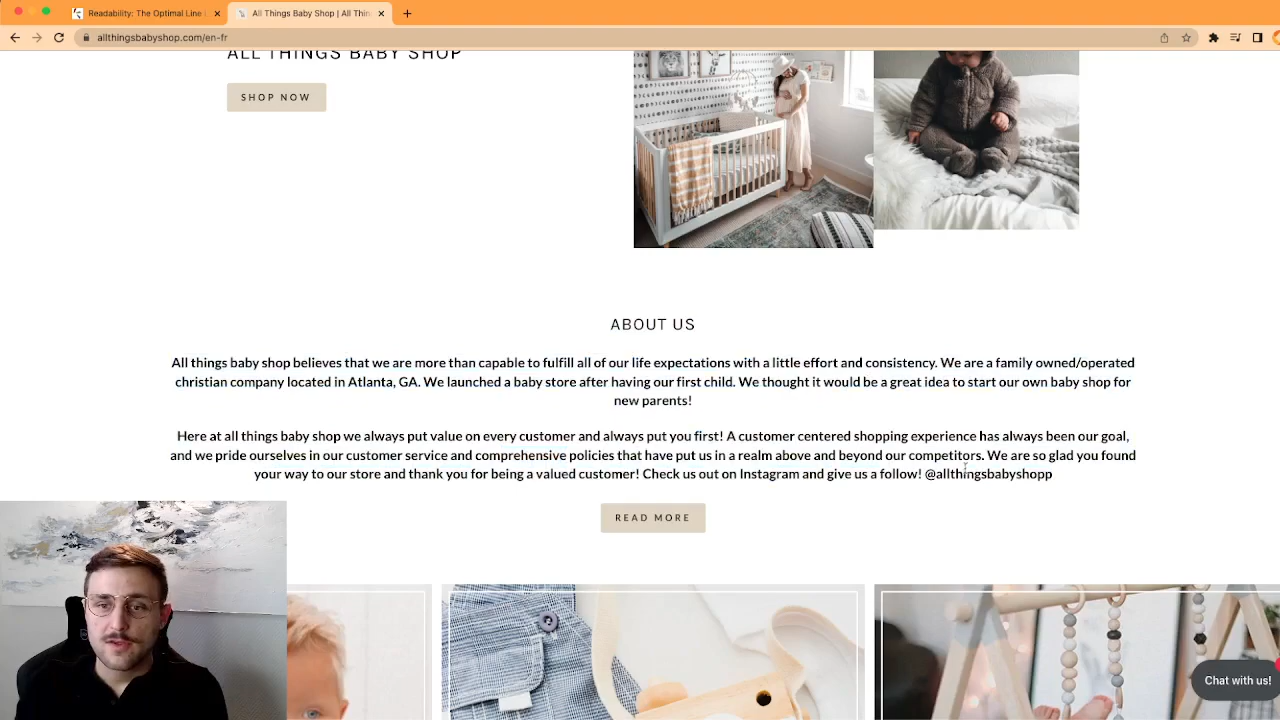 Readability: The Optimal Line
All Things Baby Shop | All Thin
allthingsbabyshop.com/en-fr
ALL THINGS BABY SHOP
SHOP NOW
ABOUT US
All things baby shop believes that we are more than capable to fulfill all of our life expectations with a little effort and consistency. We are a family owned/operated
christian company located in Atlanta, GA. We launched a baby store after having our first child. We thought it would be a great idea to start our own baby shop for
new parents!
Here at all things baby shop we always put value on every customer and always put you first! A customer centered shopping experience has always been our goal,
and we pride ourselves in our customer service and comprehensive policies that have put us in a realm above and beyond our competitors. We are so glad you found
your way to our store and thank you for being a valued customer! Check us out on Instagram and give us a follow! @allthingsbabyshopp
READ MORE
Chat with us!